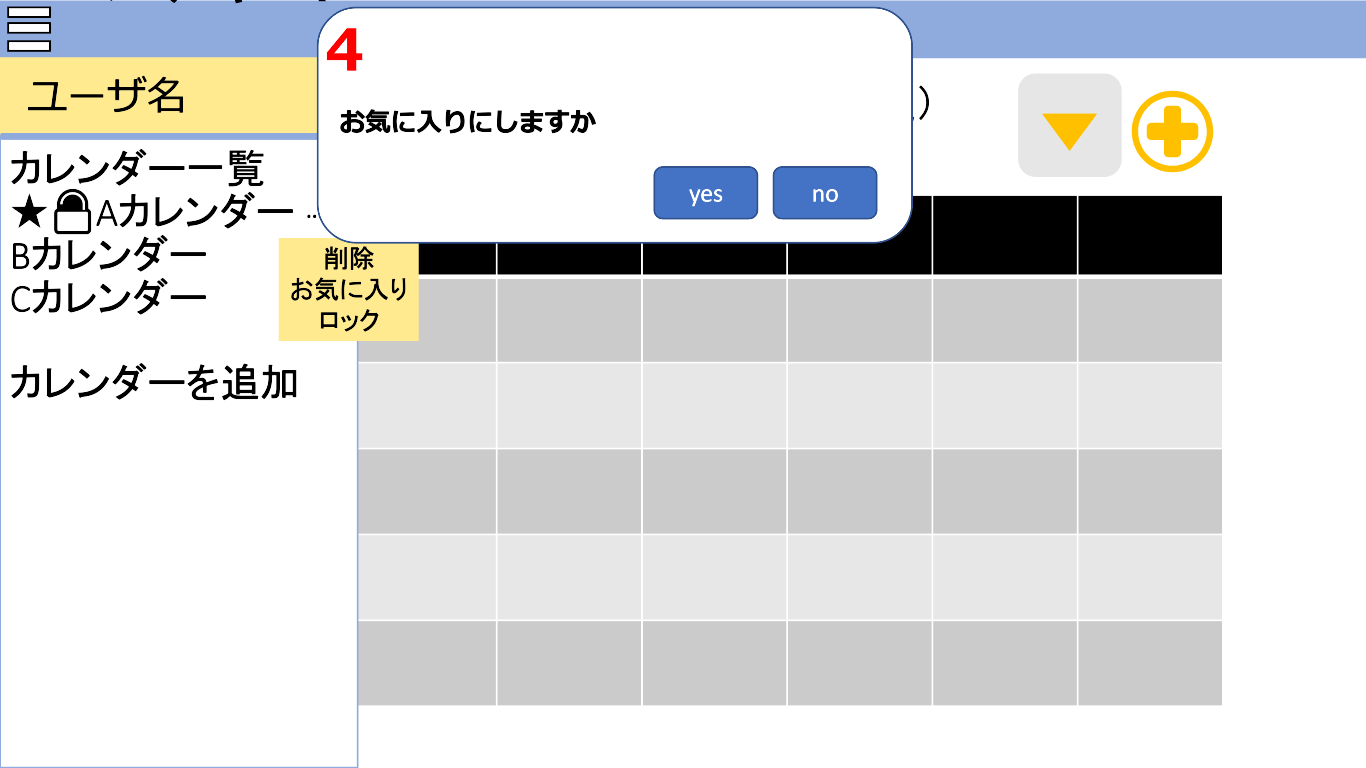 4
お気に入りにしますか
yes
no
ユーザ名
)
カレンダー一覧
★Aカレンダー ..
Bカレンダー
Cカレンダー
削除
お気に入り
ロック
カレンダーを追加